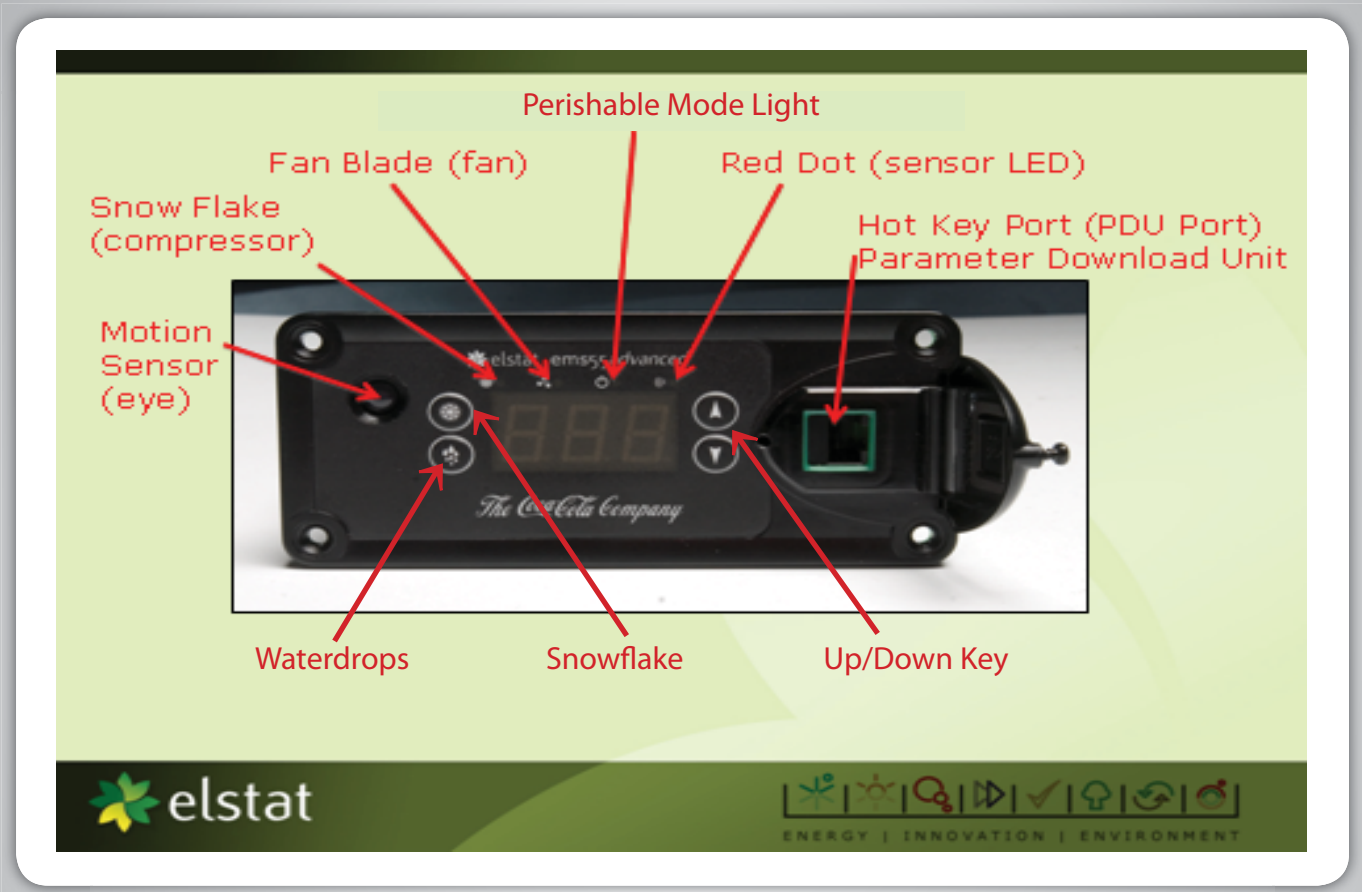 Perishable Mode Light
Fan Blade (fan)
Red Dot (sensor LED)
Snow Flake
(compressor)
Hot Key Port (PDU Port)
Parameter Download Unit
Motion
Sensor
(eye)
elstat ems55 advanced
888
The Coca Cola Company
Waterdrops
Snowflake
Up/Down Key
elstat
ENERGY | INNOVATION | ENVIRONMENT